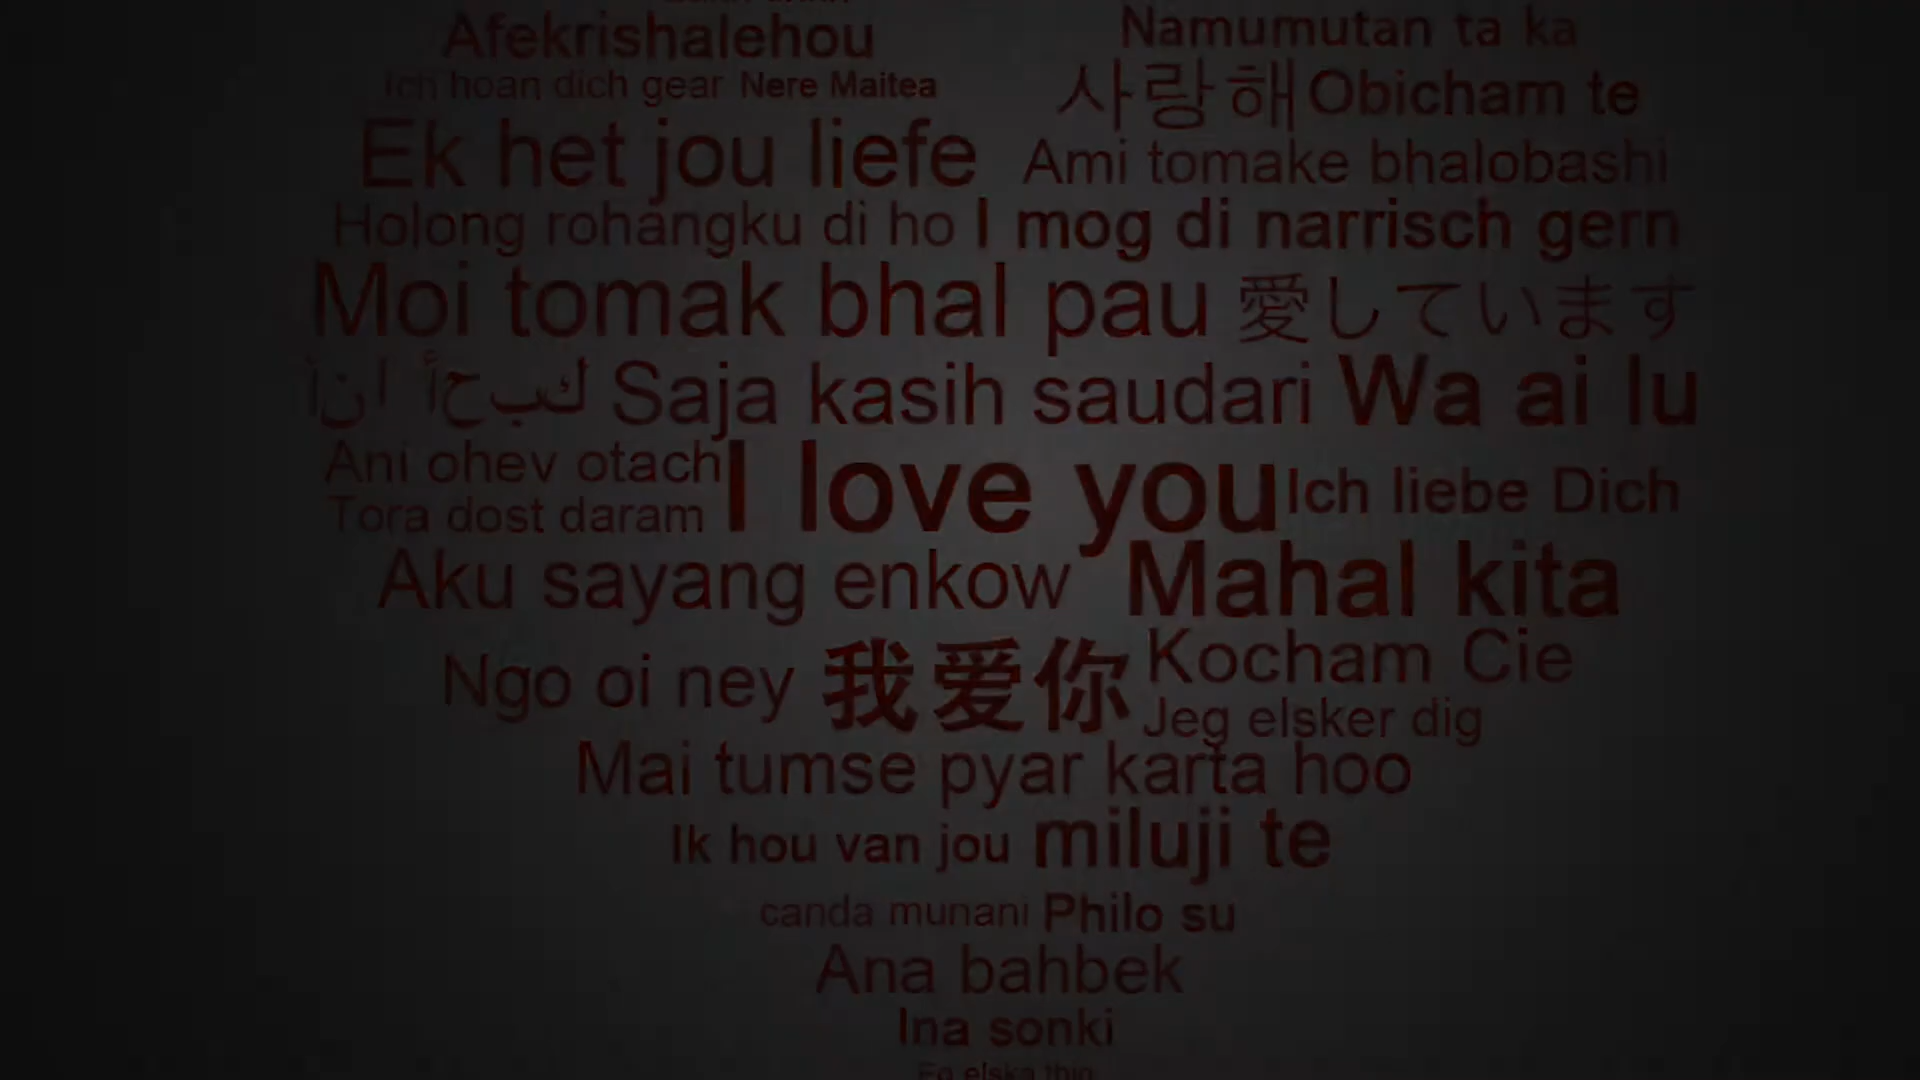 Afekrishalehou
Namumutan ta ka
Ich hoan dich gear Nere Maitea
사랑해 Obicham te
Ek het jou liefe
Ami tomake bhalobashi
Holong rohangku di ho I mog di narrisch gern
Moi tomak bhal pau 愛しています
كبحأ انأ Saja kasih saudari Wa ai lu
Ani ohev otach
Tora dost daram
I love you
Ich liebe Dich
Aku sayang enkow Mahal kita
Ngo oi ney 我爱你
Kocham Cie
Jeg elsker dig
Mai tumse pyar karta hoo
Ik hou van jou miluji te
canda munani Philo su
Ana bahbek
Ina sonki